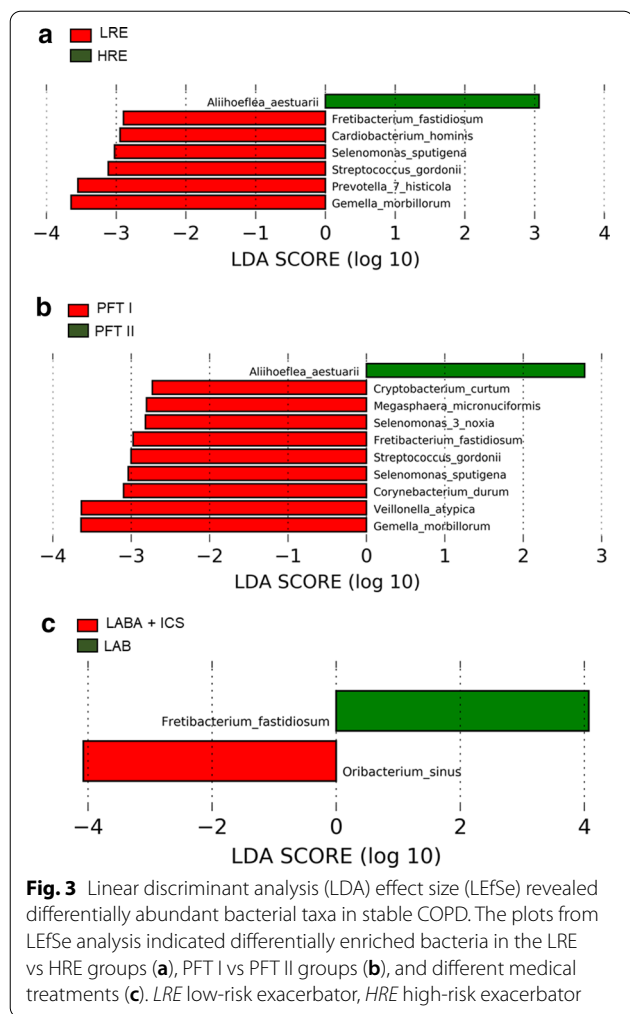 a
LRE
HRE
Aliihoeflea_aestuarii
Fretibacterium_fastidiosum
Cardiobacterium_hominis
Selenomonas_sputigena
Streptococcus_gordonii
Prevotella_7_histicola
Gemella_morbillorum
−4 −3 −2 −1 0 1 2 3 4
LDA SCORE (log 10)
b
PFT I
PFT II
Aliihoeflea_aestuarii
Cryptobacterium_curtum
Megasphaera_micronuciformis
Selenomonas_3_noxia
Fretibacterium_fastidiosum
Streptococcus_gordonii
Selenomonas_sputigena
Corynebacterium_durum
Veillonella_atypica
Gemella_morbillorum
−4 −3 −2 −1 0 1 2 3
LDA SCORE (log 10)
c
LABA + ICS
LAB
Fretibacterium_fastidiosum
Oribacterium_sinus
−4 −2 0 2 4
LDA SCORE (log 10)
Fig. 3 Linear discriminant analysis (LDA) effect size (LEfSe) revealed
differentially abundant bacterial taxa in stable COPD. The plots from
LEfSe analysis indicated differentially enriched bacteria in the LRE
vs HRE groups (a), PFT I vs PFT II groups (b), and different medical
treatments (c). LRE low-risk exacerbator, HRE high-risk exacerbator